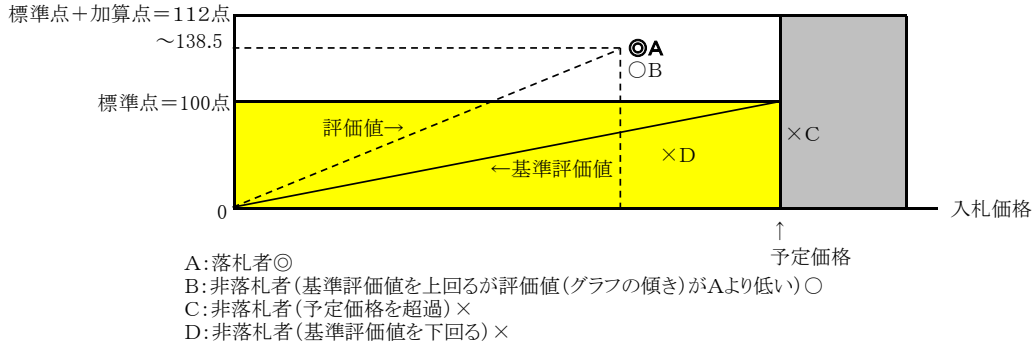 標準点＋加算点＝112点
～138.5
◎A
○B
標準点＝100点
評価値→
×C
×D
←基準評価値
0
入札価格
↑
予定価格
A：落札者◎
B：非落札者（基準評価値を上回るが評価値（グラフの傾き）がAより低い）○
C：非落札者（予定価格を超過）×
D：非落札者（基準評価値を下回る）×